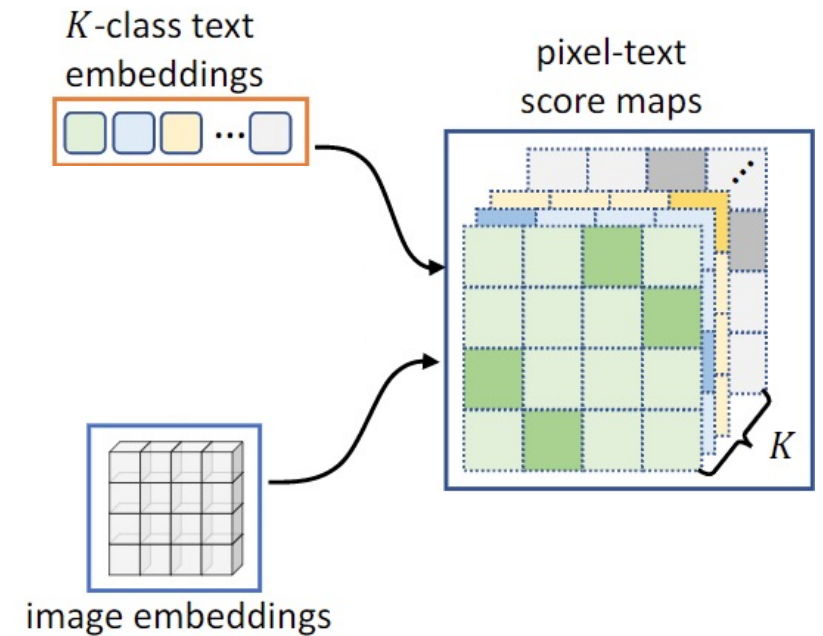 K-class text
embeddings
...
pixel-text
score maps
...
K
image embeddings